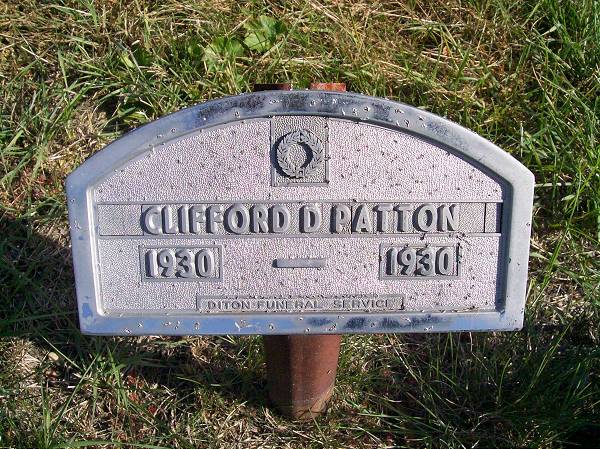 CLIFFORD D PATTON
1930 — 1930
DITON FUNERAL SERVICE